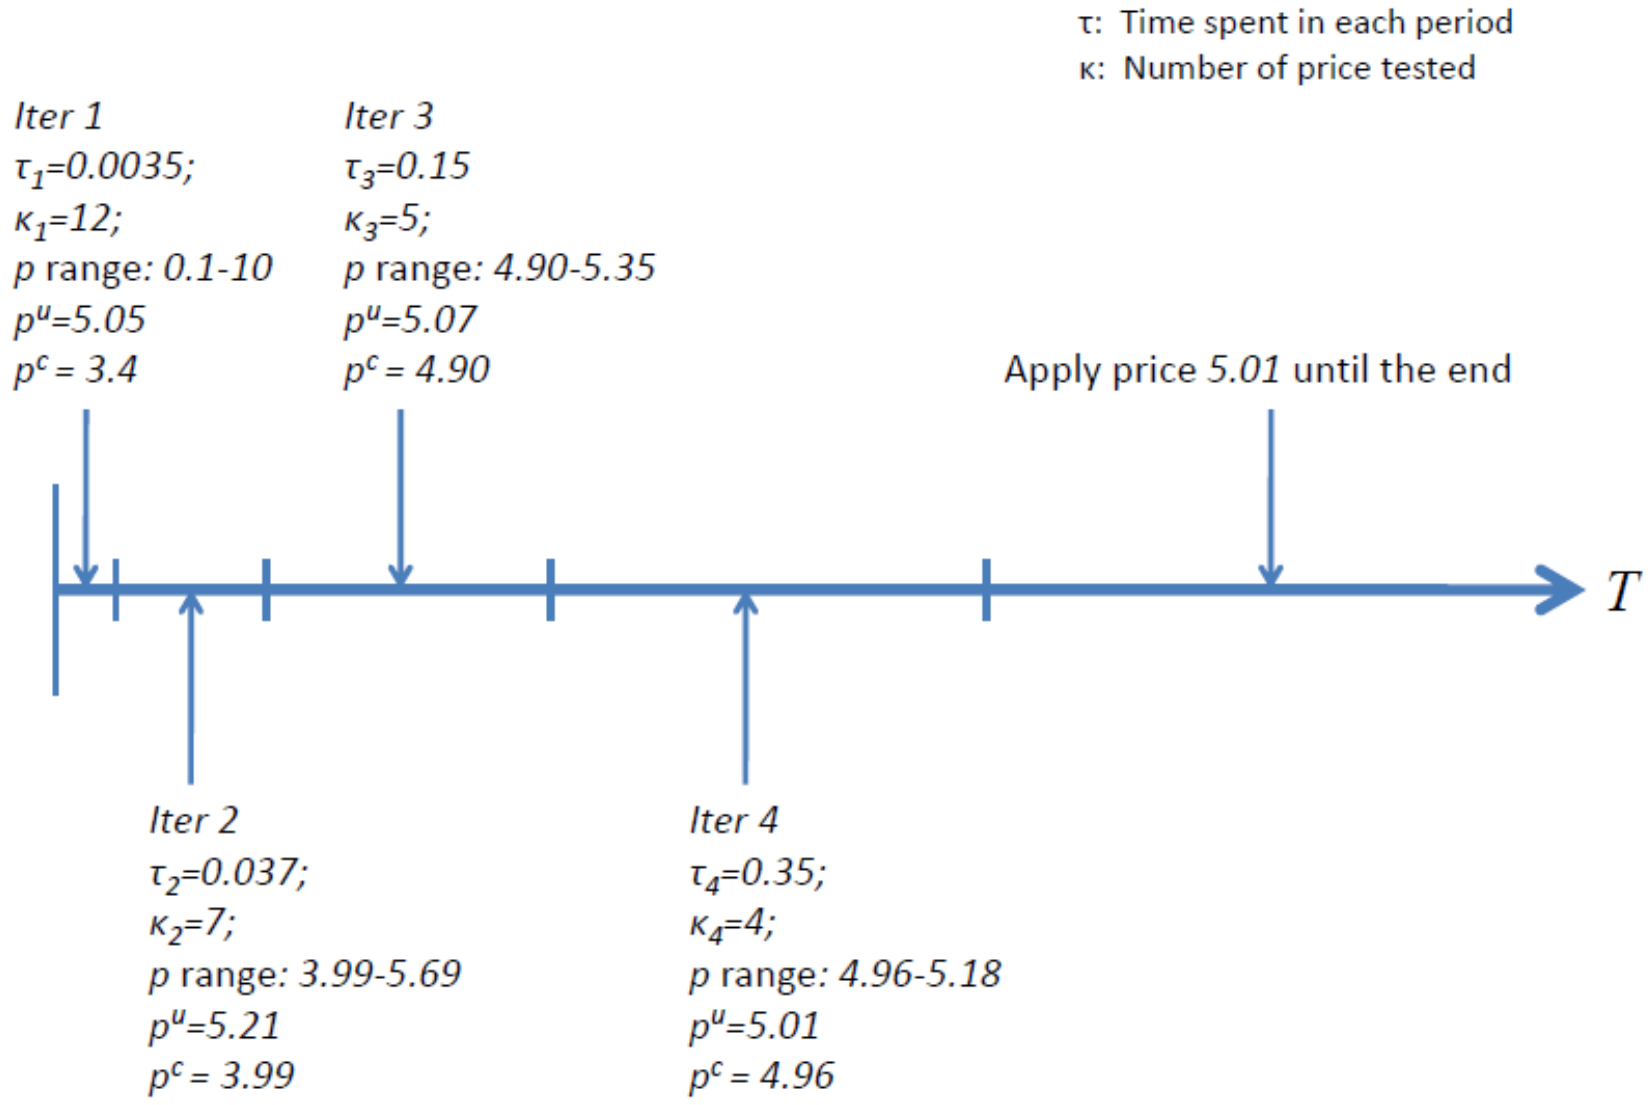 τ: Time spent in each period
κ: Number of price tested
Iter 1
τ₁=0.0035;
κ₁=12;
p range: 0.1-10
pᵘ=5.05
pᶜ = 3.4
Iter 3
τ₃=0.15
κ₃=5;
p range: 4.90-5.35
pᵘ=5.07
pᶜ = 4.90
Apply price 5.01 until the end
T
Iter 2
τ₂=0.037;
κ₂=7;
p range: 3.99-5.69
pᵘ=5.21
pᶜ = 3.99
Iter 4
τ₄=0.35;
κ₄=4;
p range: 4.96-5.18
pᵘ=5.01
pᶜ = 4.96